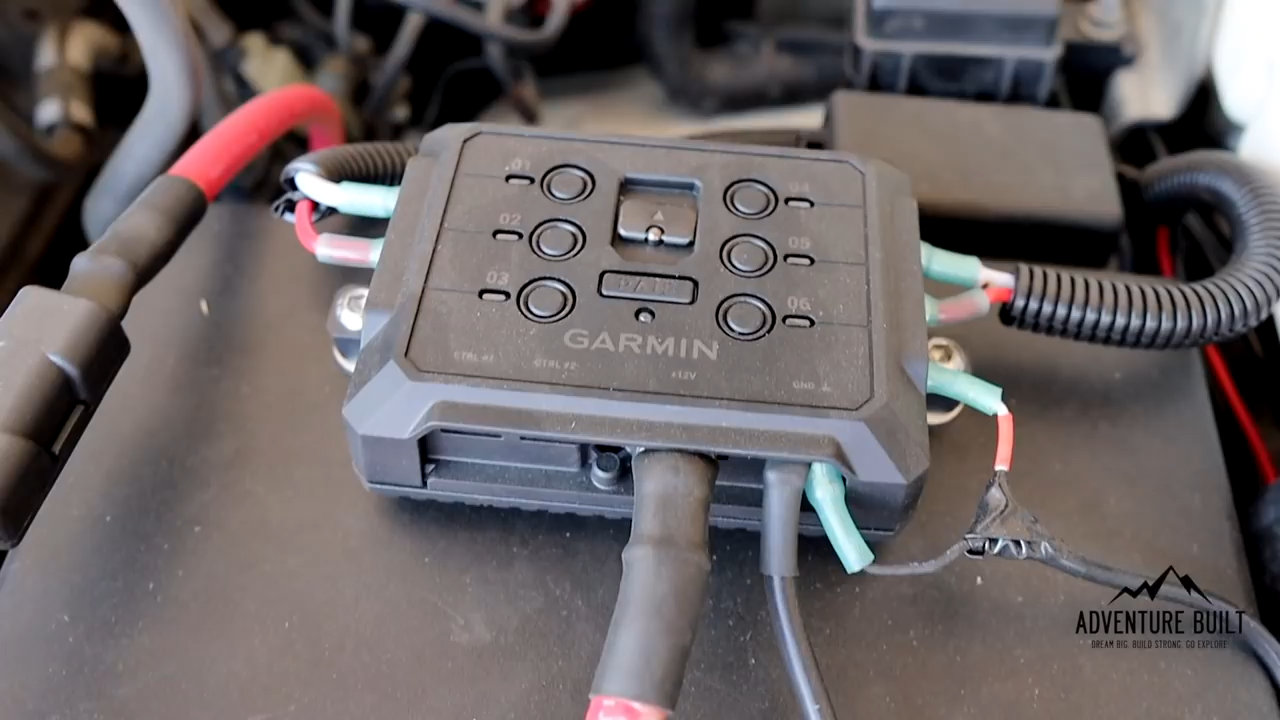 01
04
02
05
03
06
PAIR
GARMIN
CTRL #1
CTRL #2
+12V
GND
ADVENTURE BUILT
DREAM BIG. BUILD STRONG. GO EXPLORE